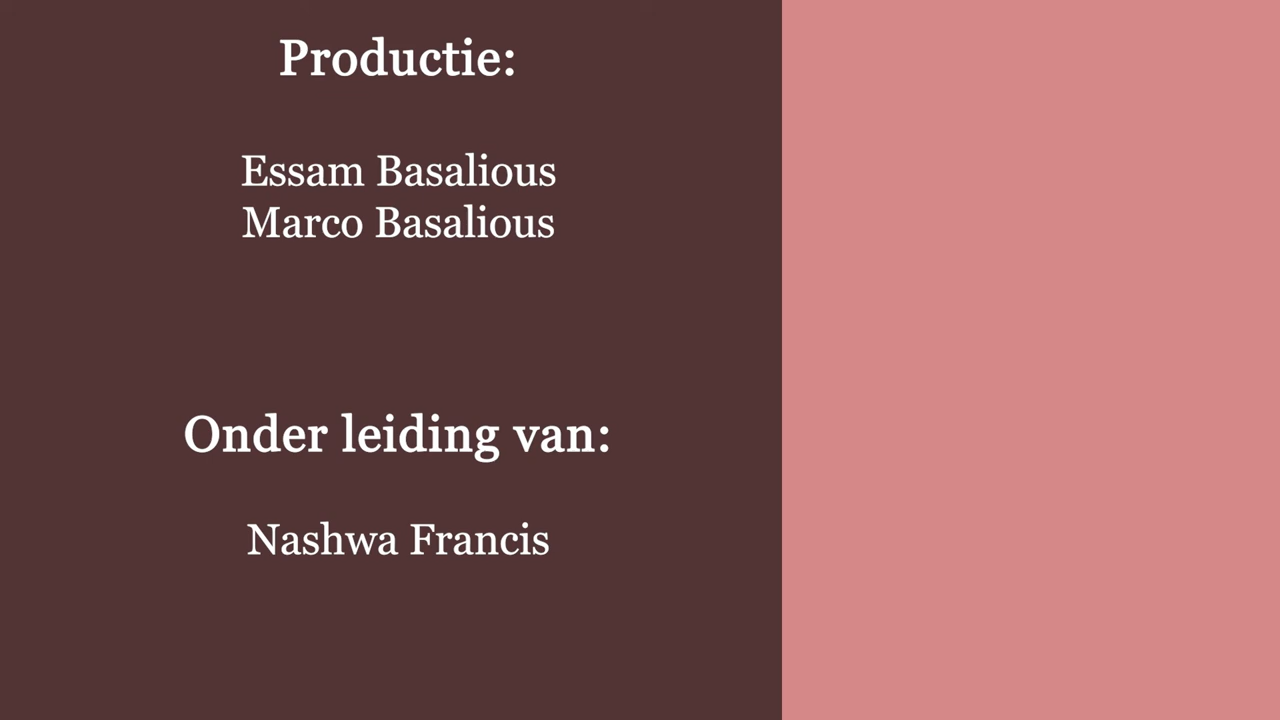 Productie:
Essam Basalious
Marco Basalious
Onder leiding van:
Nashwa Francis